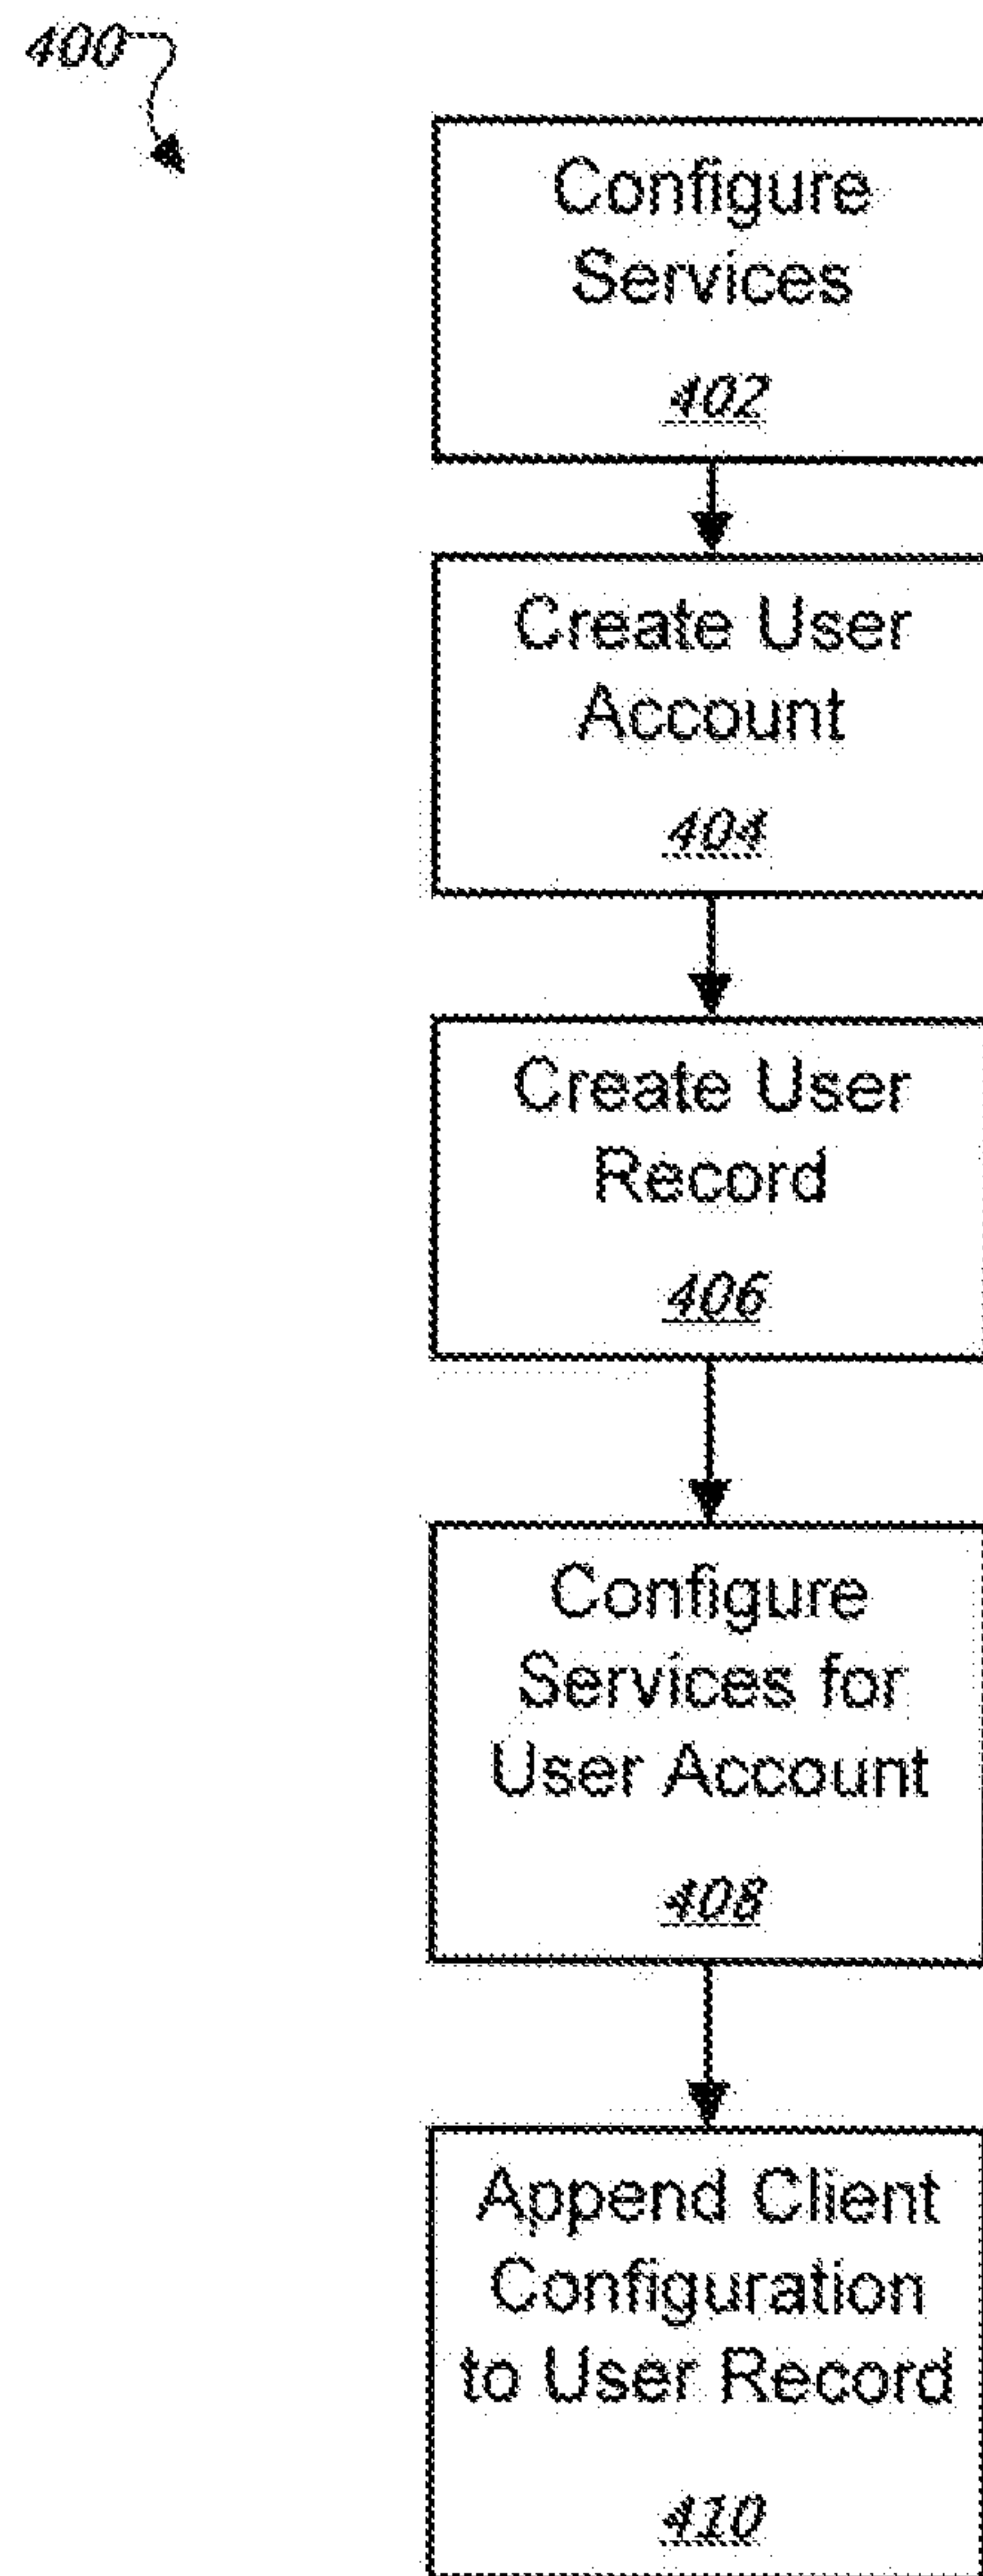 400
Configure
Services
402
Create User
Account
404
Create User
Record
406
Configure
Services for
User Account
408
Append Client
Configuration
to User Record
410